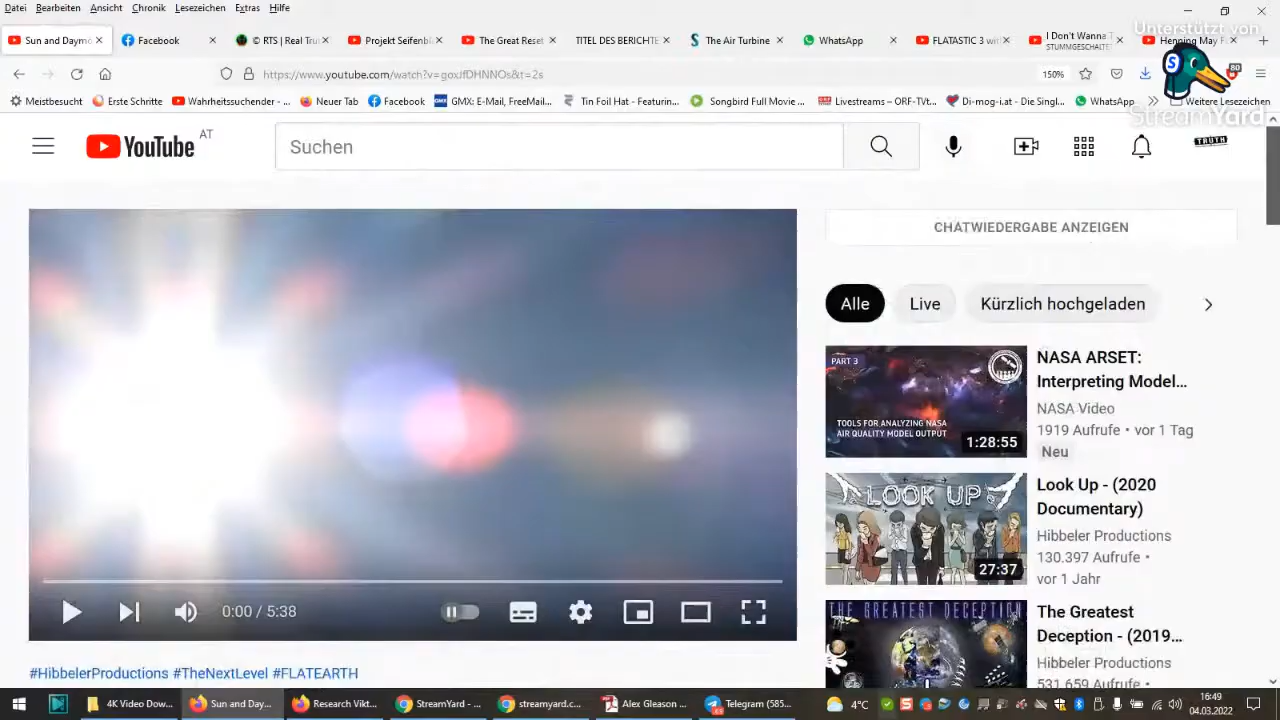 Datei Bearbeiten Ansicht Chronik Lesezeichen Extras Hilfe
Unterstützt von
Sun and Daymo
Facebook
© RTS | Real Tru
Projekt Seifenbl
The Great Reset
TITEL DES BERICHTE
The Air Turbine
WhatsApp
FLATASTIC 3 wit
I Don't Wanna T
STUMMGESCHALTET
Henning May F
https://www.youtube.com/watch?v=goxJfDHNNOs&t=2s
150%
80
S
StreamYard
Meistbesucht
Erste Schritte
Wahrheitssuchender - ...
Neuer Tab
Facebook
GMX: E-Mail, FreeMai...
Tin Foil Hat - Featurin...
Songbird Full Movie ...
Livestreams – ORF-TVt...
Di-mog-i.at - Die Singl...
WhatsApp
Weitere Lesezeichen
YouTube AT
Suchen
TRUTH
CHATWIEDERGABE ANZEIGEN
Alle Live Kürzlich hochgeladen
PART 3
TOOLS FOR ANALYZING NASA
AIR QUALITY MODEL OUTPUT
1:28:55
NASA ARSET:
Interpreting Model...
NASA Video
1919 Aufrufe • vor 1 Tag
Neu
LOOK UP
27:37
Look Up - (2020
Documentary)
Hibbeler Productions
130.397 Aufrufe •
vor 1 Jahr
THE GREATEST DECEPTION
The Greatest
Deception - (2019...
Hibbeler Productions
531.659 Aufrufe •
0:00 / 5:38
#HibbelerProductions #TheNextLevel #FLATEARTH
4K Video Dow...
Sun and Day...
Research Vikt...
StreamYard - ...
streamyard.c...
Alex Gleason ...
Telegram (585...
4°C
16:49
04.03.2022